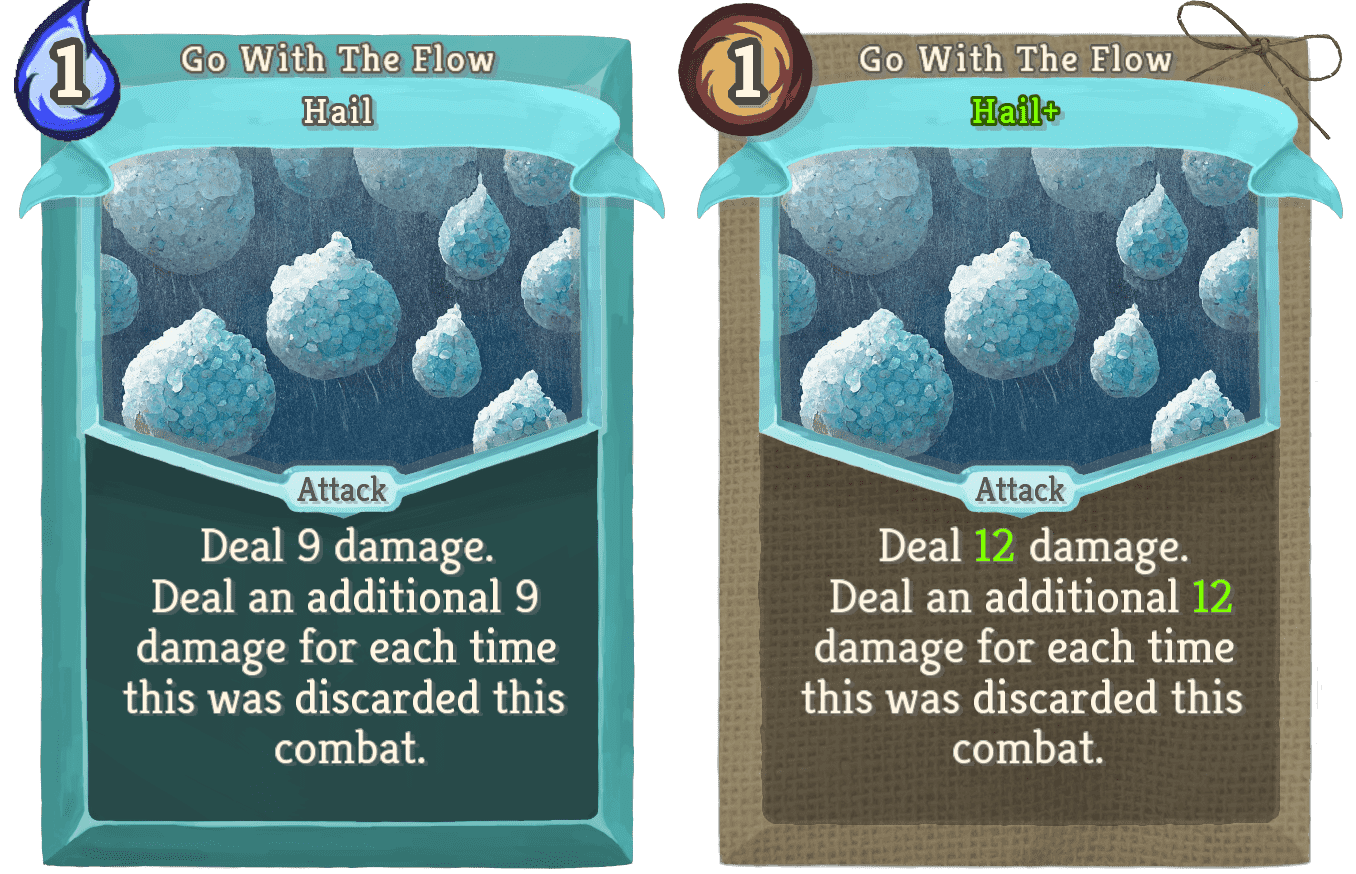 1
Go With The Flow
Hail
Attack
Deal 9 damage.
Deal an additional 9
damage for each time
this was discarded this
combat.
1
Go With The Flow
Hail+
Attack
Deal 12 damage.
Deal an additional 12
damage for each time
this was discarded this
combat.